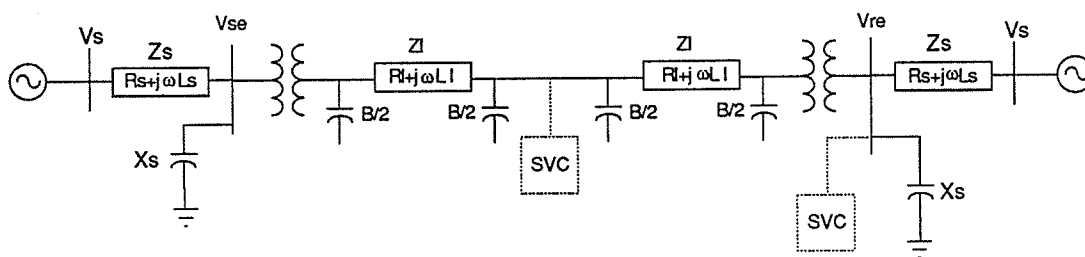 Vs
Zs
Rs+jωLs
Vse
Xs
B/2
Zl
Rl+jωLl
B/2
SVC
B/2
Zl
Rl+jωLl
B/2
Vre
SVC
Zs
Rs+jωLs
Vs
Xs